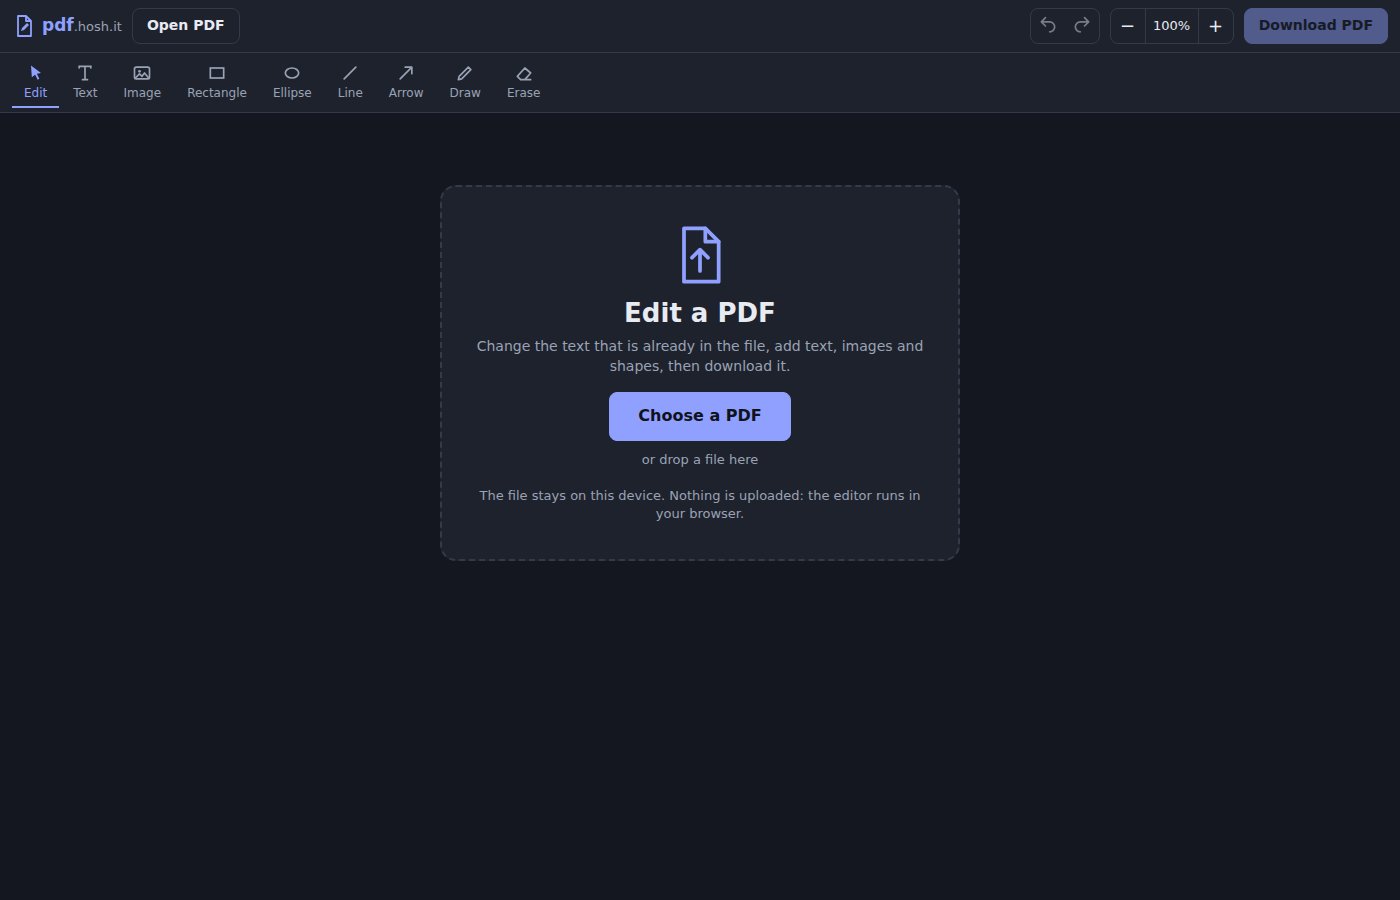 pdf.hosh.it
Open PDF
100%
Download PDF
Edit
Text
Image
Rectangle
Ellipse
Line
Arrow
Draw
Erase
Edit a PDF
Change the text that is already in the file, add text, images and
shapes, then download it.
Choose a PDF
or drop a file here
The file stays on this device. Nothing is uploaded: the editor runs in
your browser.